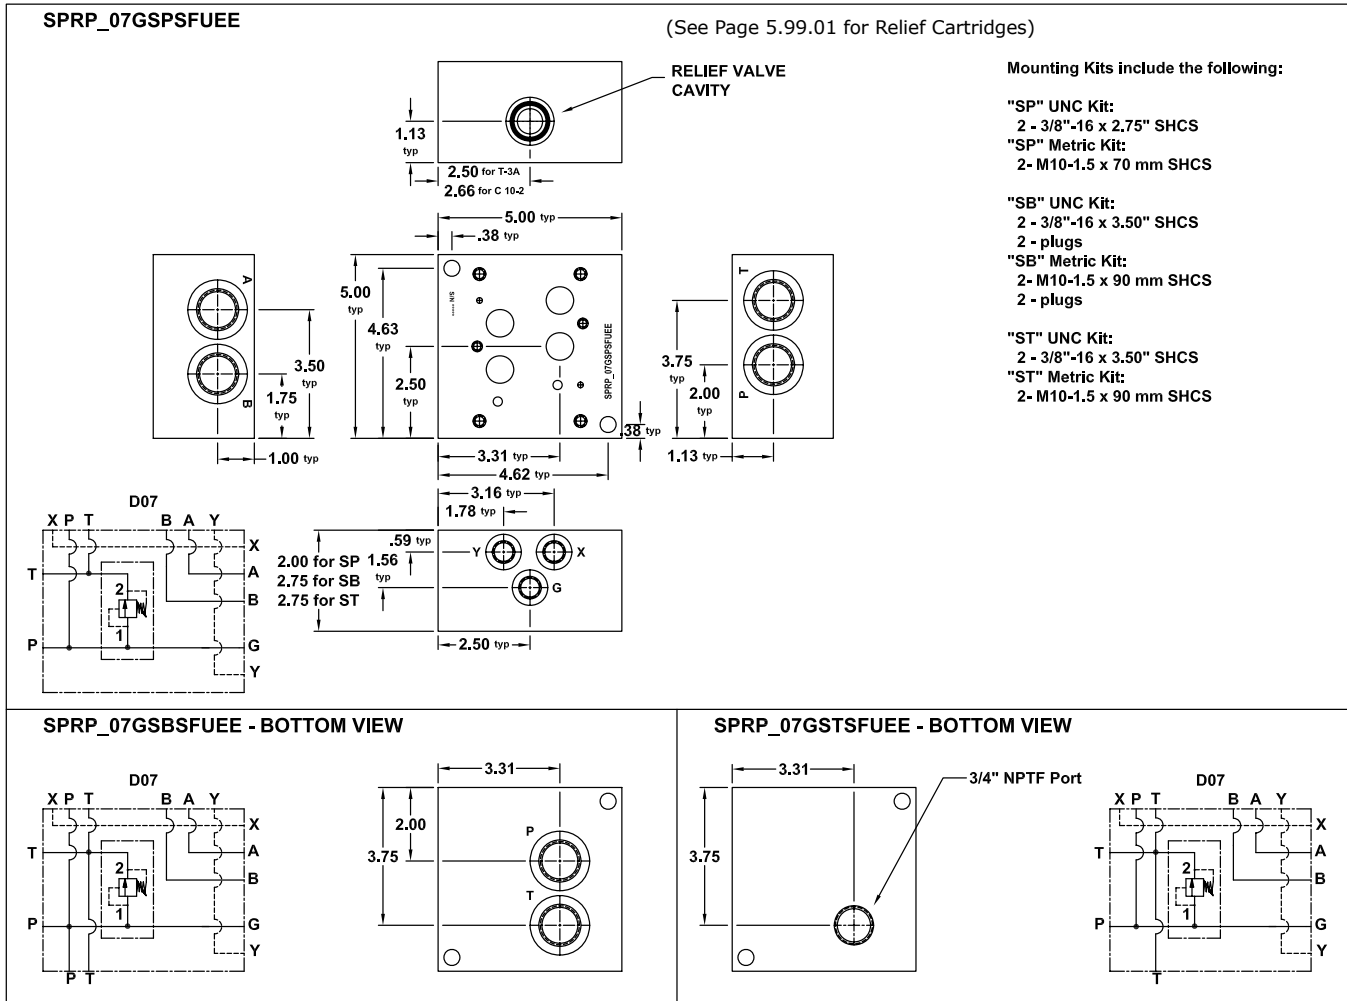 SPRP_07GSPSFUEE
(See Page 5.99.01 for Relief Cartridges)
RELIEF VALVE
CAVITY
1.13
typ
2.50 for T-3A
2.66 for C 10-2
Mounting Kits include the following:
"SP" UNC Kit:
2 - 3/8"-16 x 2.75" SHCS
"SP" Metric Kit:
2- M10-1.5 x 70 mm SHCS
"SB" UNC Kit:
2 - 3/8"-16 x 3.50" SHCS
2 - plugs
"SB" Metric Kit:
2- M10-1.5 x 90 mm SHCS
2 - plugs
"ST" UNC Kit:
2 - 3/8"-16 x 3.50" SHCS
"ST" Metric Kit:
2- M10-1.5 x 90 mm SHCS
5.00 typ
.38 typ
A
B
3.50
typ
1.75
typ
1.00 typ
5.00
typ
4.63
typ
2.50
typ
S/N -----
SPRP_07GSPSFUEE
.38 typ
3.31 typ
4.62 typ
3.16 typ
1.78 typ
T
P
3.75
typ
2.00
typ
1.13 typ
D07
X P T B A Y
X
T
A
2
B
1
P
G
Y
2.00 for SP
2.75 for SB
2.75 for ST
.59 typ
1.56
typ
Y
X
G
2.50 typ
SPRP_07GSBSFUEE - BOTTOM VIEW
D07
X P T B A Y
X
T
A
2
B
1
P
G
Y
P T
3.31
2.00
3.75
P
T
SPRP_07GSTSFUEE - BOTTOM VIEW
3.31
3.75
3/4" NPTF Port
D07
X P T B A Y
X
T
A
2
B
1
P
G
Y
T